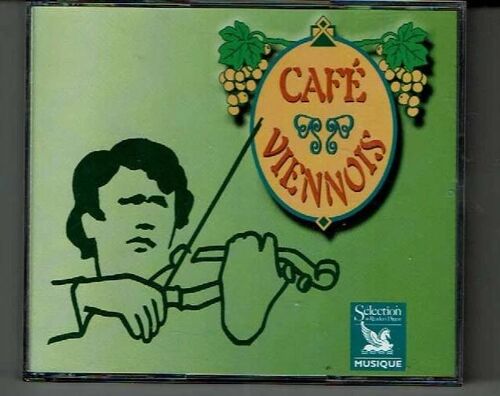 CAFÉ
VIENNOIS
Sélection
du Reader's Digest
MUSIQUE